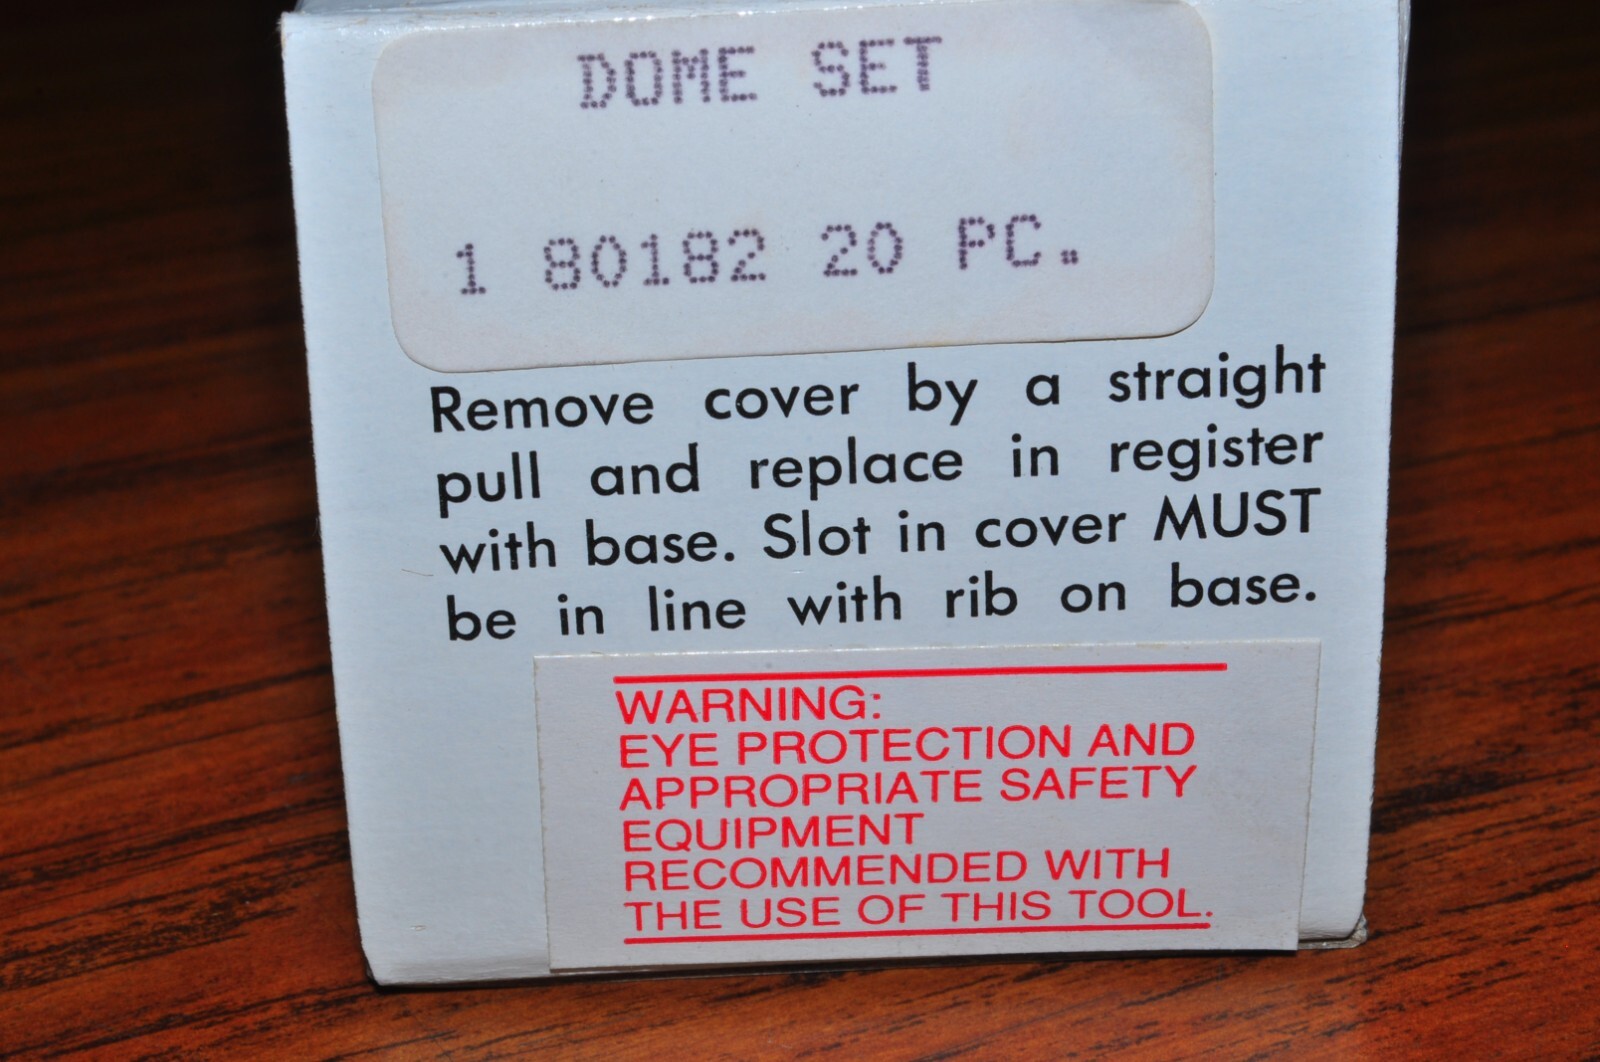 DOME SET
1 80182 20 PC.
Remove cover by a straight
pull and replace in register
with base. Slot in cover MUST
be in line with rib on base.
WARNING:
EYE PROTECTION AND
APPROPRIATE SAFETY
EQUIPMENT
RECOMMENDED WITH
THE USE OF THIS TOOL.